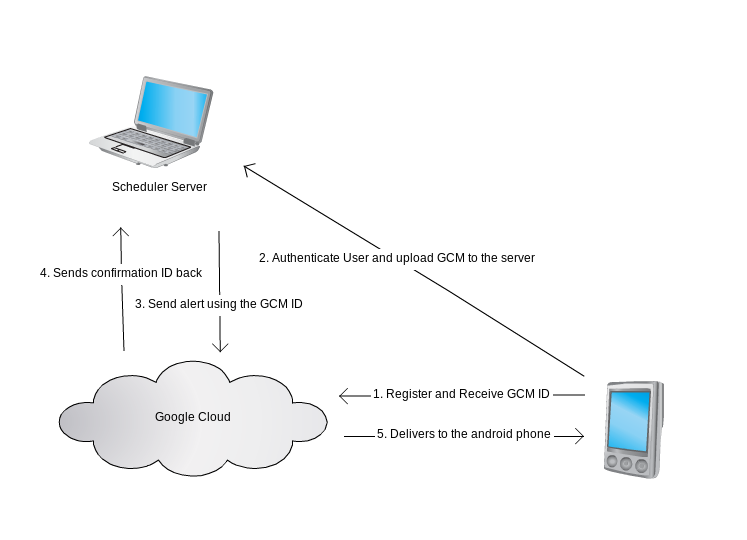 Scheduler Server
2. Authenticate User and upload GCM to the server
4. Sends confirmation ID back
3. Send alert using the GCM ID
1. Register and Receive GCM ID
Google Cloud
5. Delivers to the android phone